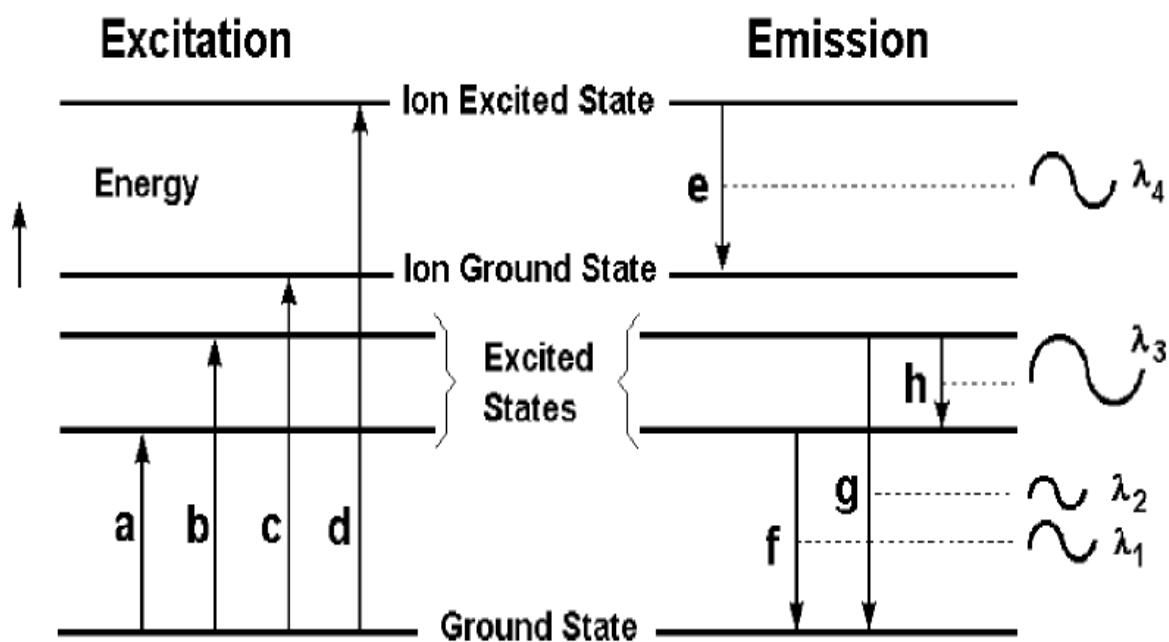 Excitation
Emission
Ion Excited State
Energy
e
λ4
Ion Ground State
λ3
Excited
States
h
a
b
c
d
g
λ2
f
λ1
Ground State